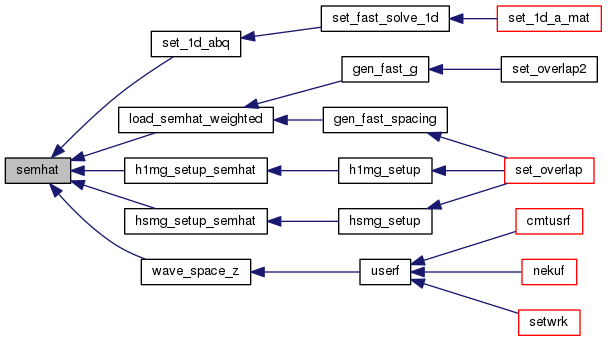 set_fast_solve_1d
set_1d_a_mat
set_1d_abq
gen_fast_g
set_overlap2
load_semhat_weighted
gen_fast_spacing
semhat
h1mg_setup_semhat
h1mg_setup
set_overlap
hsmg_setup_semhat
hsmg_setup
cmtusrf
wave_space_z
userf
nekuf
setwrk